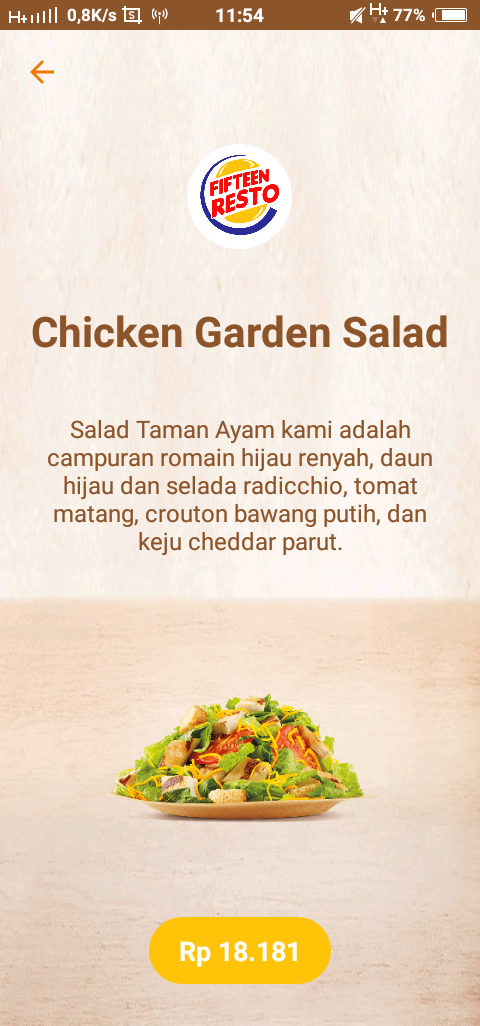 0,8K/s 11:54 H+ 77%
FIFTEEN
RESTO
Chicken Garden Salad
Salad Taman Ayam kami adalah
campuran romain hijau renyah, daun
hijau dan selada radicchio, tomat
matang, crouton bawang putih, dan
keju cheddar parut.
Rp 18.181